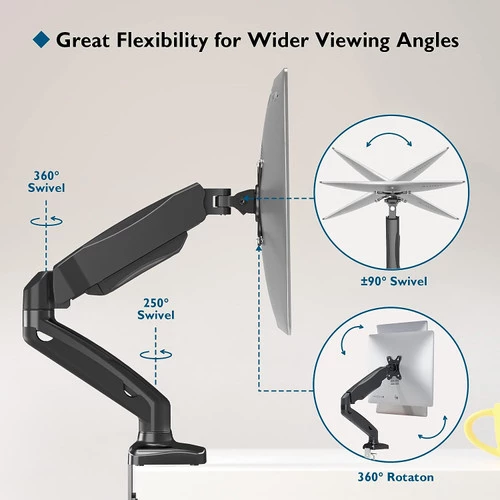 Great Flexibility for Wider Viewing Angles
360°
Swivel
250°
Swivel
±90° Swivel
360° Rotaton